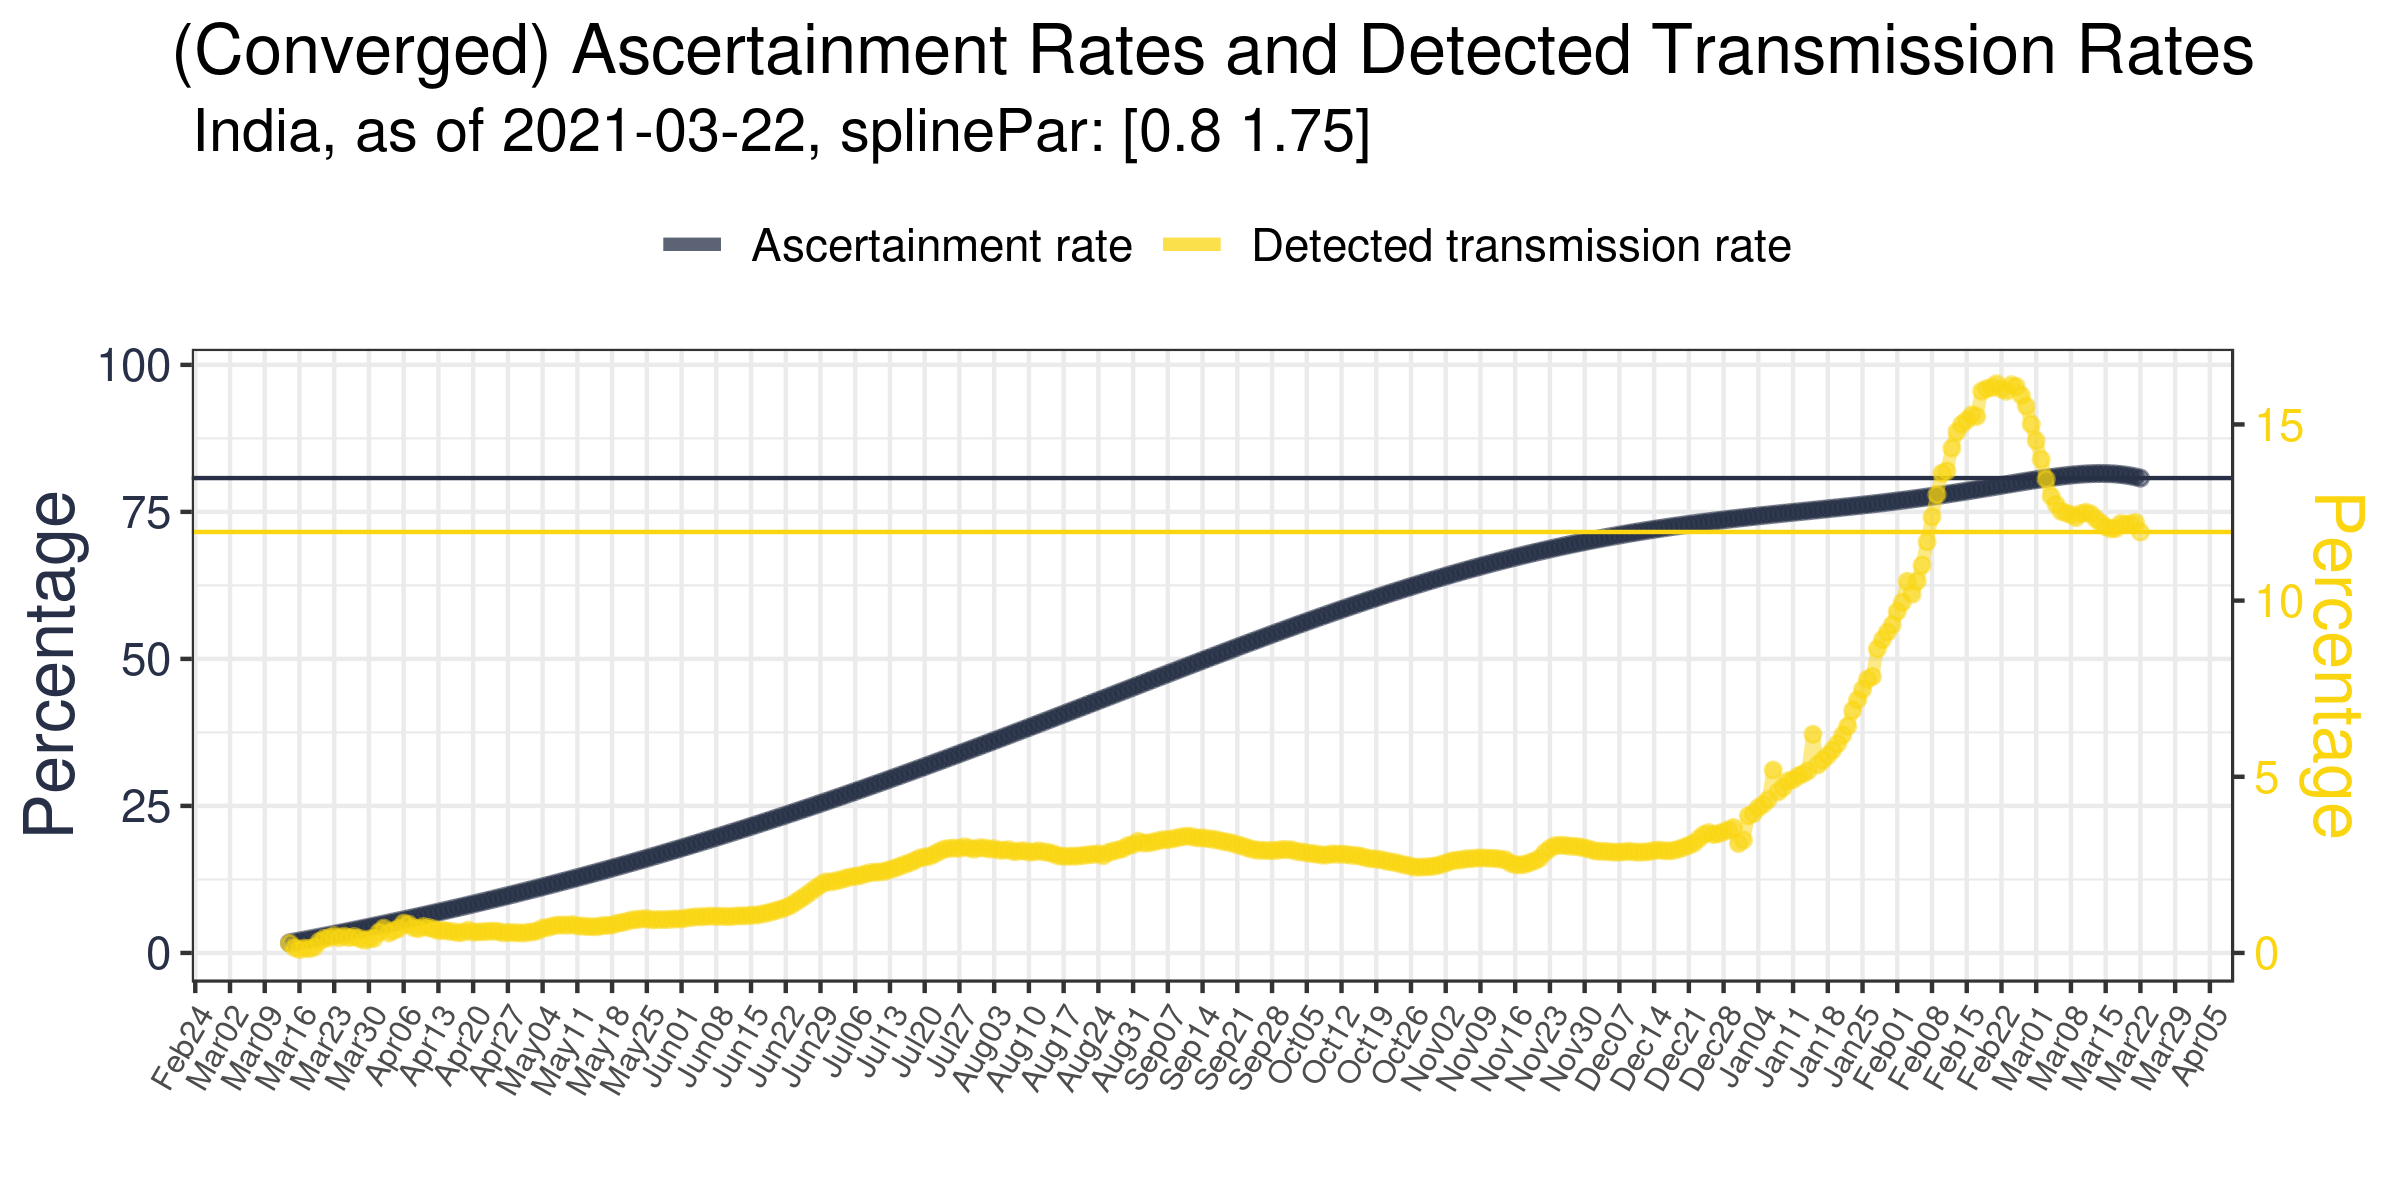 (Converged) Ascertainment Rates and Detected Transmission Rates
India, as of 2021-03-22, splinePar: [0.8 1.75]
Ascertainment rate Detected transmission rate
Percentage
100
75
50
25
0
15
10
5
0
Percentage
Feb24 Mar02 Mar09 Mar16 Mar23 Mar30 Apr06 Apr13 Apr20 Apr27 May04 May11 May18 May25 Jun01 Jun08 Jun15 Jun22 Jun29 Jul06 Jul13 Jul20 Jul27 Aug03 Aug10 Aug17 Aug24 Aug31 Sep07 Sep14 Sep21 Sep28 Oct05 Oct12 Oct19 Oct26 Nov02 Nov09 Nov16 Nov23 Nov30 Dec07 Dec14 Dec21 Dec28 Jan04 Jan11 Jan18 Jan25 Feb01 Feb08 Feb15 Feb22 Mar01 Mar08 Mar15 Mar22 Mar29 Apr05